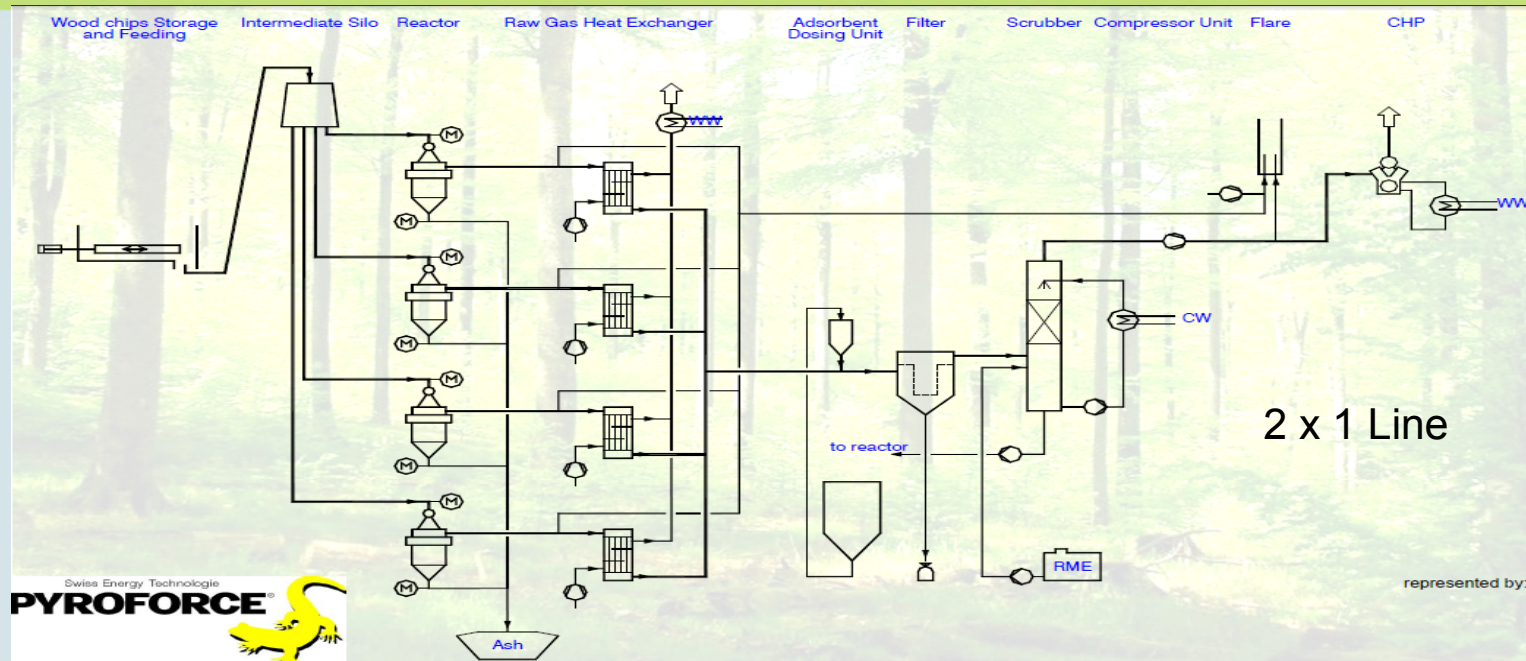 Wood chips Storage
and Feeding
Intermediate Silo
Reactor
Raw Gas Heat Exchanger
Adsorbent
Dosing Unit
Filter
Scrubber
Compressor Unit
Flare
CHP
WW
M
M
WW
M
M
CW
M
M
to reactor
2 x 1 Line
M
M
RME
Swiss Energy Technologie
PYROFORCE®
represented by:
Ash